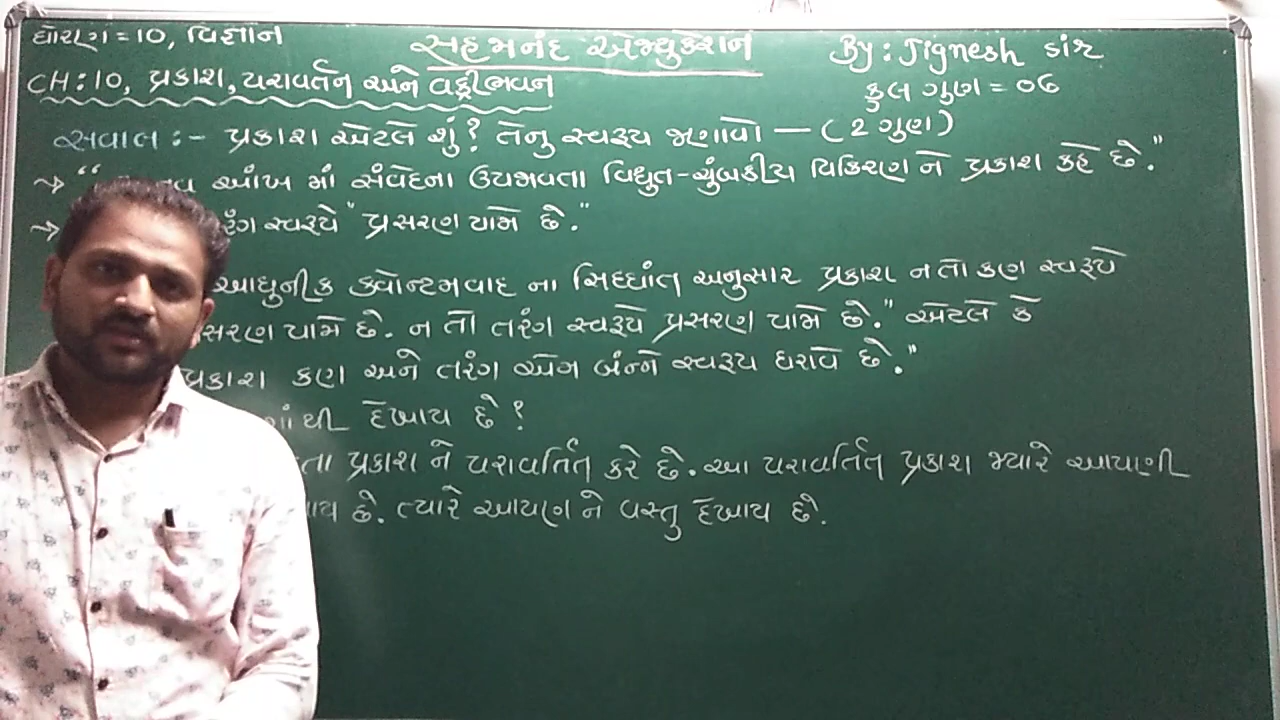 ધોરણ = 10, વિજ્ઞાન
સહજાનંદ એજ્યુકેશન
By: Jignesh સર
CH: 10, પ્રકાશ, પરાવર્તન અને વક્રીભવન
કુલ ગુણ = ૦૬
સવાલ :- પ્રકાશ એટલે શું? તેનુ સ્વરૂપ જણાવો — (2 ગુણ)
→ " આંખ માં સંવેદના ઉપજાવતા વિદ્યુત-ચુંબકીય વિકિરણ ને પ્રકાશ કહે છે."
→ સ્વરૂપે" પ્રસરણ પામે છે."
આધુનીક ક્વોન્ટમવાદ ના સિધ્ધાંત અનુસાર પ્રકાશ ન તો કણ સ્વરૂપે
પામે છે. ન તો તરંગ સ્વરૂપે પ્રસરણ પામે છે." એટલે કે
પ્રકાશ કણ અને તરંગ એમ બંન્ને સ્વરૂપ ધરાવે છે."
દેખાય છે?
પ્રકાશ ને પરાવર્તિત કરે છે. આ પરાવર્તિત પ્રકાશ જ્યારે આપણી
છે. ત્યારે આપણ ને વસ્તુ દેખાય છે.